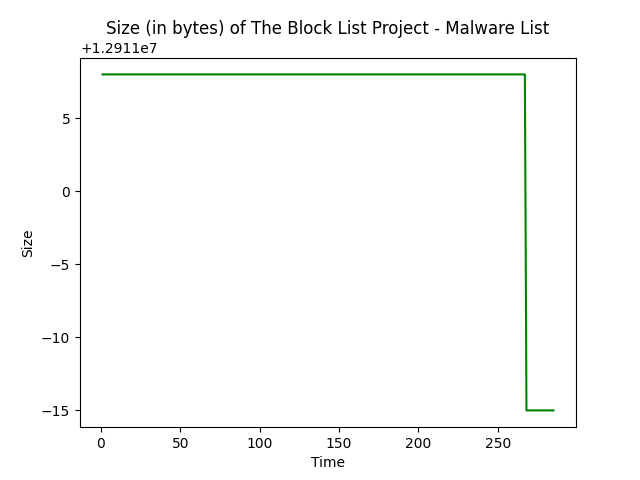 Size (in bytes) of The Block List Project - Malware List
+1.2911e7
5
0
−5
−10
−15
Size
0 50 100 150 200 250
Time